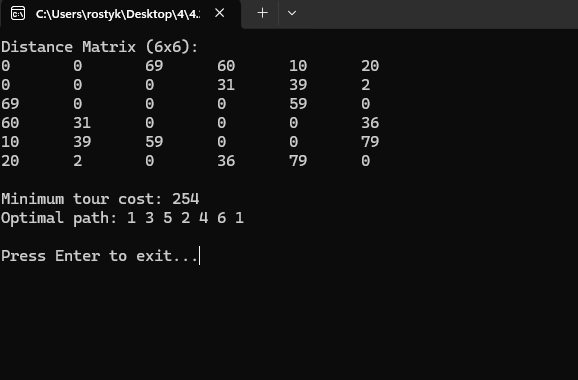 C:\Users\rostyk\Desktop\4\4.
Distance Matrix (6x6):
0 0 69 60 10 20
0 0 0 31 39 2
69 0 0 0 59 0
60 31 0 0 0 36
10 39 59 0 0 79
20 2 0 36 79 0
Minimum tour cost: 254
Optimal path: 1 3 5 2 4 6 1
Press Enter to exit...